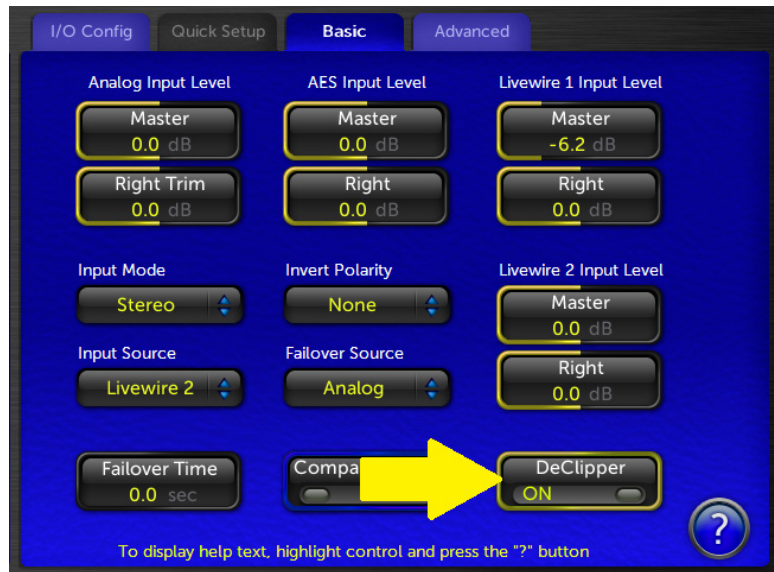 I/O Config Quick Setup Basic Advanced
Analog Input Level AES Input Level Livewire 1 Input Level
Master Master Master
0.0 dB 0.0 dB -6.2 dB
Right Trim Right Right
0.0 dB 0.0 dB 0.0 dB
Input Mode Invert Polarity Livewire 2 Input Level
Stereo None Master
0.0 dB
Input Source Failover Source
Livewire 2 Analog Right
0.0 dB
Failover Time DeClipper
0.0 sec ON
?
To display help text, highlight control and press the "?" button